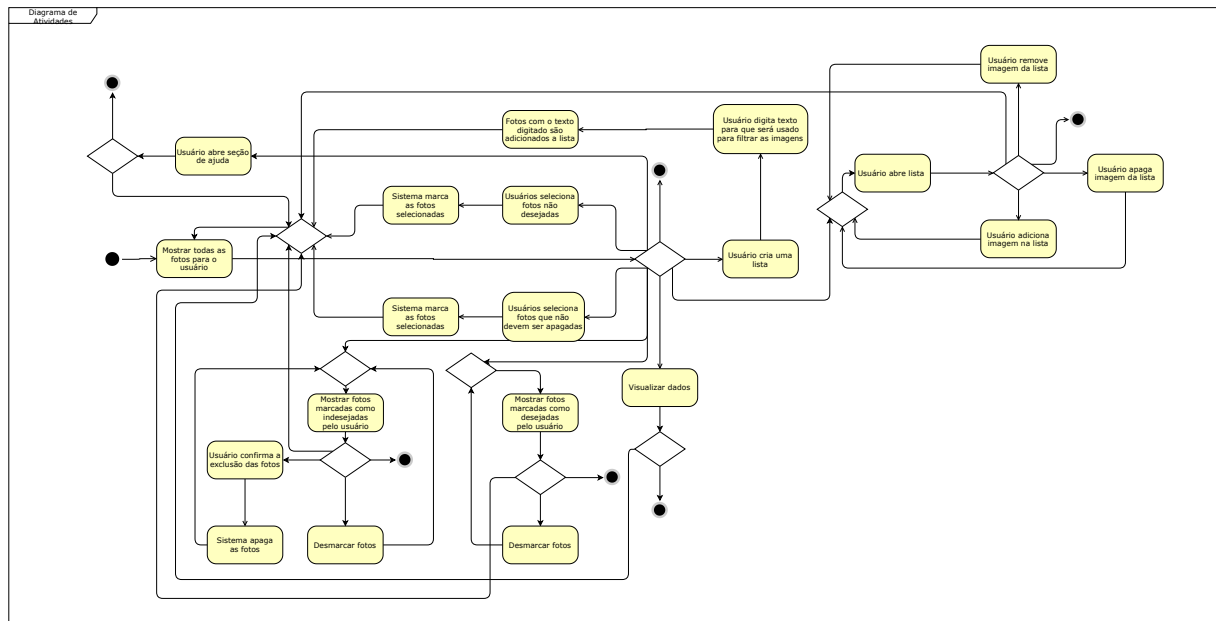 Diagrama de
Atividades
Usuário remove
imagem da lista
Fotos com o texto
digitado são
adicionados a lista
Usuário digita texto
para que será usado
para filtrar as imagens
Usuário abre seção
de ajuda
Usuário abre lista
Usuário apaga
imagem da lista
Sistema marca
as fotos
selecionadas
Usuários seleciona
fotos não
desejadas
Usuário adiciona
imagem na lista
Mostrar todas as
fotos para o
usuário
Usuário cria uma
lista
Sistema marca
as fotos
selecionadas
Usuários seleciona
fotos que não
devem ser apagadas
Visualizar dados
Mostrar fotos
marcadas como
indesejadas
pelo usuário
Mostrar fotos
marcadas como
desejadas
pelo usuário
Usuário confirma a
exclusão das fotos
Sistema apaga
as fotos
Desmarcar fotos
Desmarcar fotos